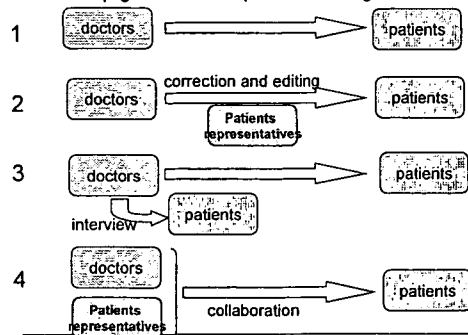 1
doctors
patients
correction and editing
2
doctors
patients
Patients
representatives
3
doctors
patients
interview
patients
4
doctors
Patients
representatives
collaboration
patients